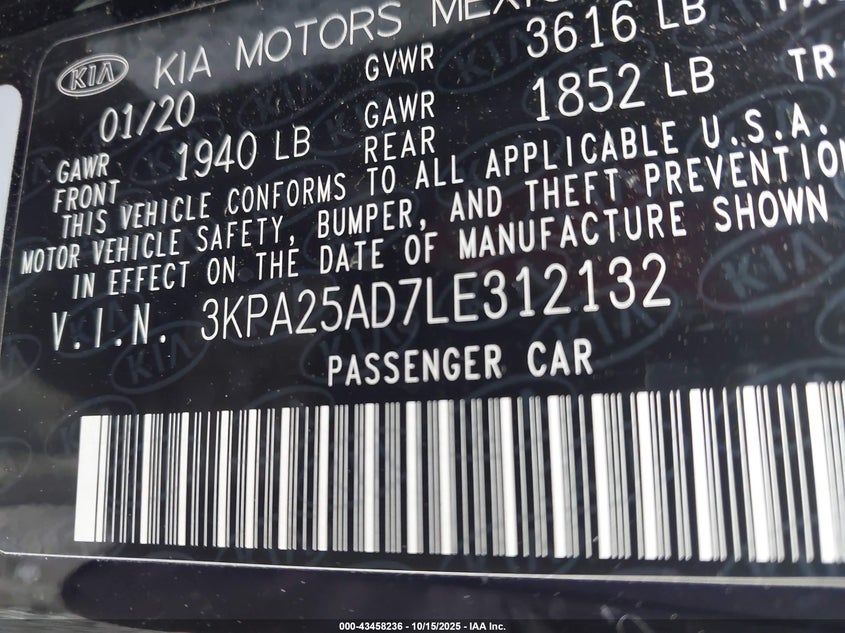 KIA KIA MOTORS MEXIC
01/20 GVWR 3616 LB
GAWR FRONT 1940 LB GAWR REAR 1852 LB TR
THIS VEHICLE CONFORMS TO ALL APPLICABLE U.S.A.
MOTOR VEHICLE SAFETY, BUMPER, AND THEFT PREVENTION
IN EFFECT ON THE DATE OF MANUFACTURE SHOWN
V.I.N. 3KPA25AD7LE312132
PASSENGER CAR
000-43458236 - 10/15/2025 - IAA Inc.